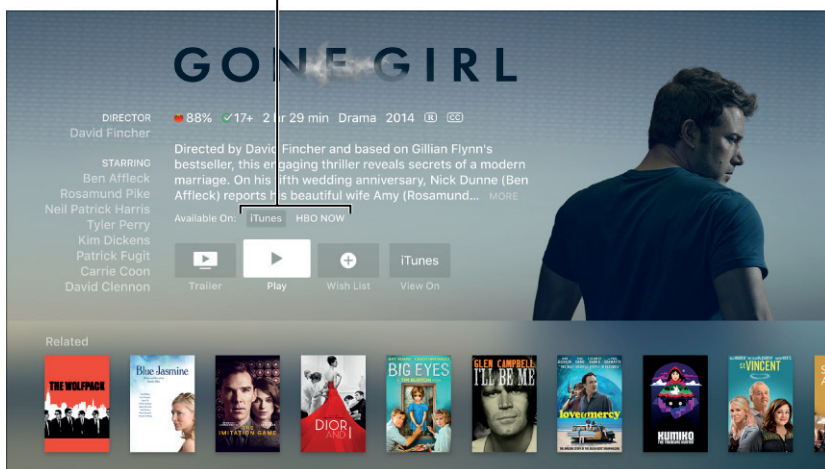 GONE GIRL
DIRECTOR
David Fincher
STARRING
Ben Affleck
Rosamund Pike
Neil Patrick Harris
Tyler Perry
Kim Dickens
Patrick Fugit
Carrie Coon
David Clennon
88% 17+ 2 hr 29 min Drama 2014 R CC
Directed by David Fincher and based on Gillian Flynn's
bestseller, this engaging thriller reveals secrets of a modern
marriage. On his fifth wedding anniversary, Nick Dunne (Ben
Affleck) reports his beautiful wife Amy (Rosamund... MORE
Available On: iTunes HBO NOW
iTunes
Trailer Play Wish List View On
Related
THE WOLFPACK
Blue Jasmine
THE IMITATION GAME
DIOR
AND I
BIG EYES
A TIM BURTON
GLEN CAMPBELL
I'LL BE ME
love&mercy
KUMIKO
ST. VINCENT